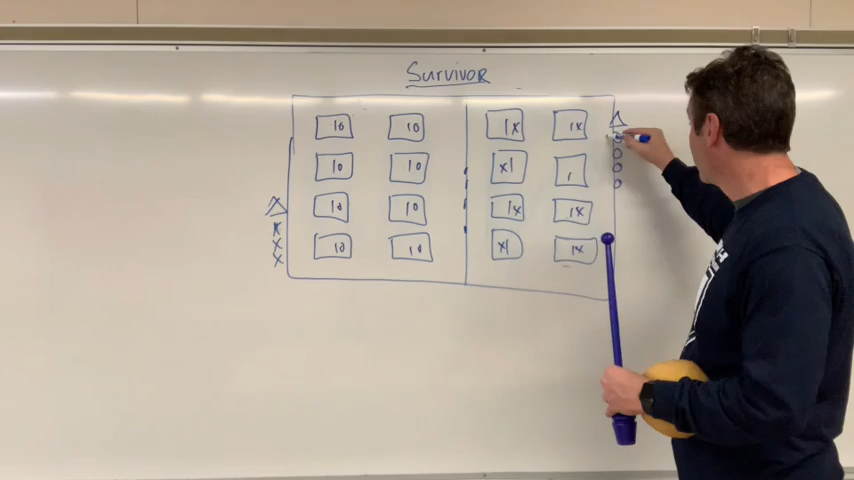 Survivor
10 10 1x 1x
10 10 x1 1
10 10 1x 1x
10 10 x1 1x
x
x
x